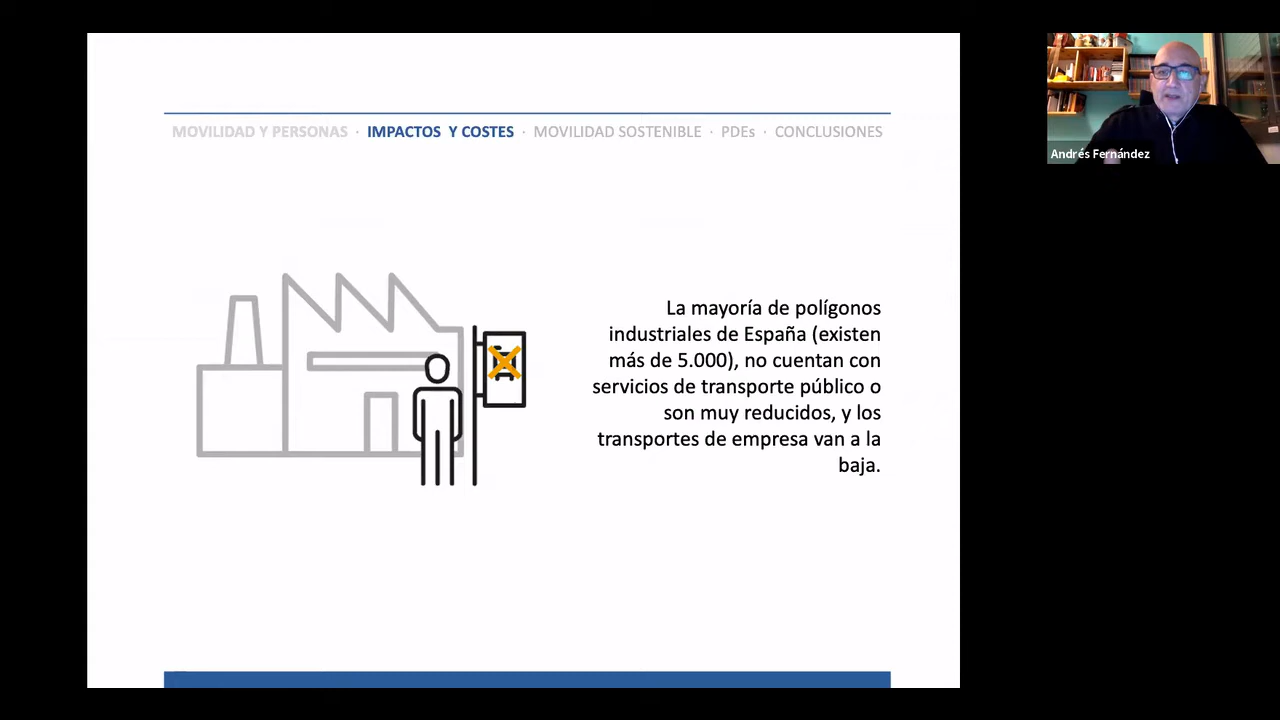 MOVILIDAD Y PERSONAS · IMPACTOS Y COSTES · MOVILIDAD SOSTENIBLE · PDEs · CONCLUSIONES
Andrés Fernández
La mayoría de polígonos
industriales de España (existen
más de 5.000), no cuentan con
servicios de transporte público o
son muy reducidos, y los
transportes de empresa van a la
baja.